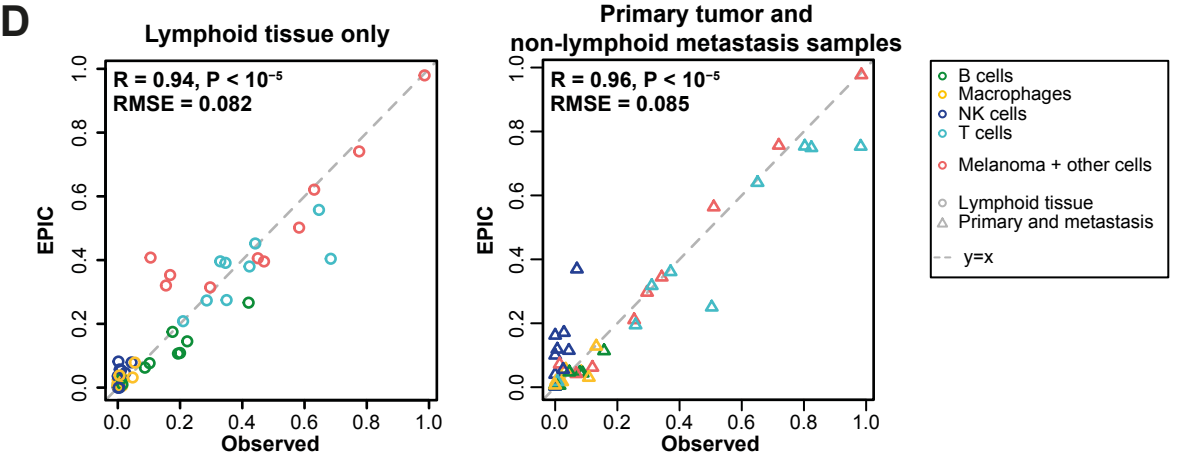 D
Lymphoid tissue only
R = 0.94, P < 10⁻⁵
RMSE = 0.082
EPIC
1.0
0.8
0.6
0.4
0.2
0.0
0.0 0.2 0.4 0.6 0.8 1.0
Observed
Primary tumor and
non-lymphoid metastasis samples
R = 0.96, P < 10⁻⁵
RMSE = 0.085
EPIC
1.0
0.8
0.6
0.4
0.2
0.0
0.0 0.2 0.4 0.6 0.8 1.0
Observed
B cells
Macrophages
NK cells
T cells
Melanoma + other cells
Lymphoid tissue
Primary and metastasis
y=x